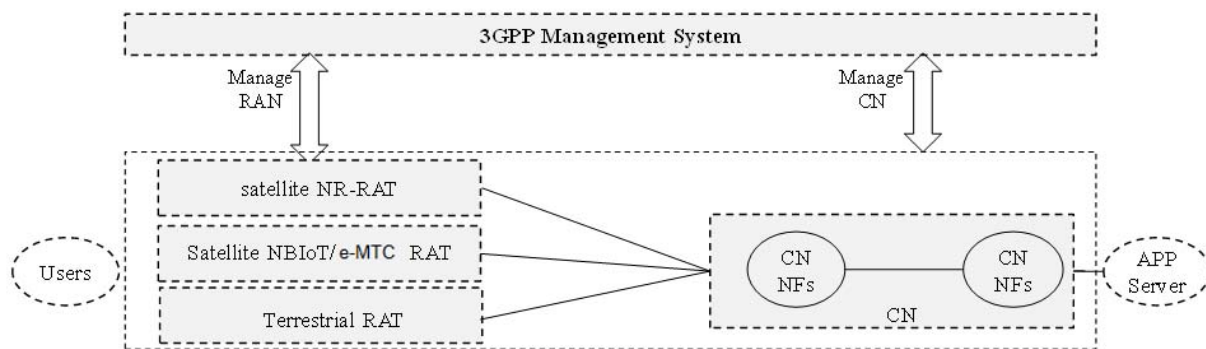 3GPP Management System
Manage
RAN
Manage
CN
satellite NR-RAT
Satellite NBIoT/e-MTC RAT
Terrestrial RAT
Users
CN
NFs
CN
NFs
CN
APP
Server